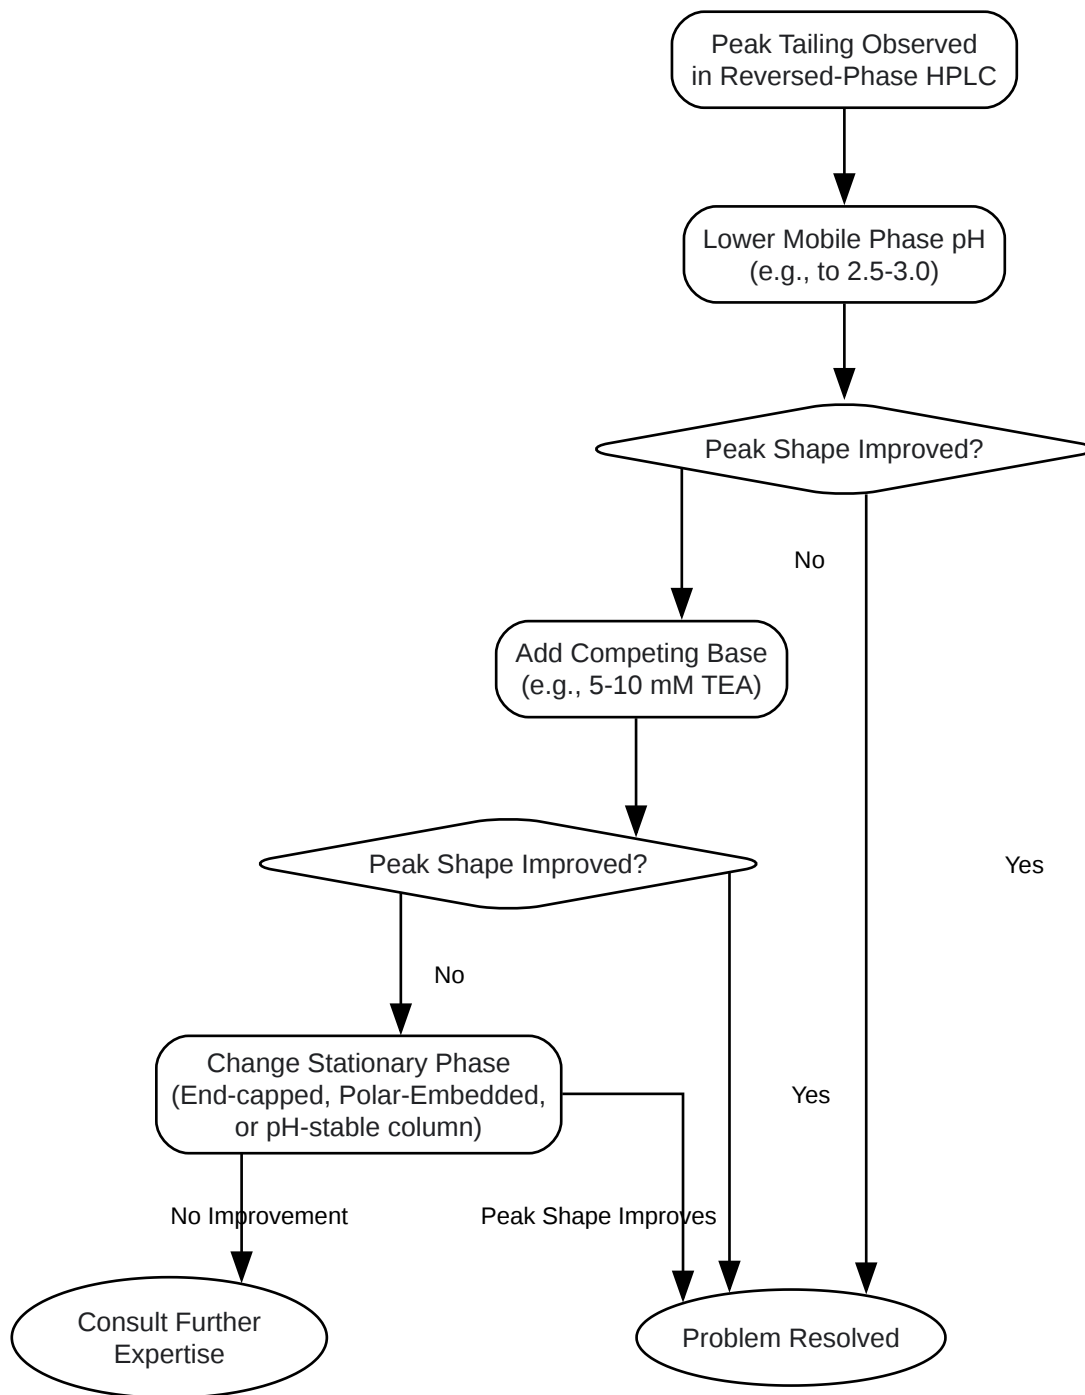 Peak Tailing Observed
in Reversed-Phase HPLC
Lower Mobile Phase pH
(e.g., to 2.5-3.0)
Peak Shape Improved?
No
Add Competing Base
(e.g., 5-10 mM TEA)
Peak Shape Improved?
Yes
No
Change Stationary Phase
(End-capped, Polar-Embedded,
or pH-stable column)
Yes
No Improvement
Peak Shape Improves
Consult Further
Expertise
Problem Resolved